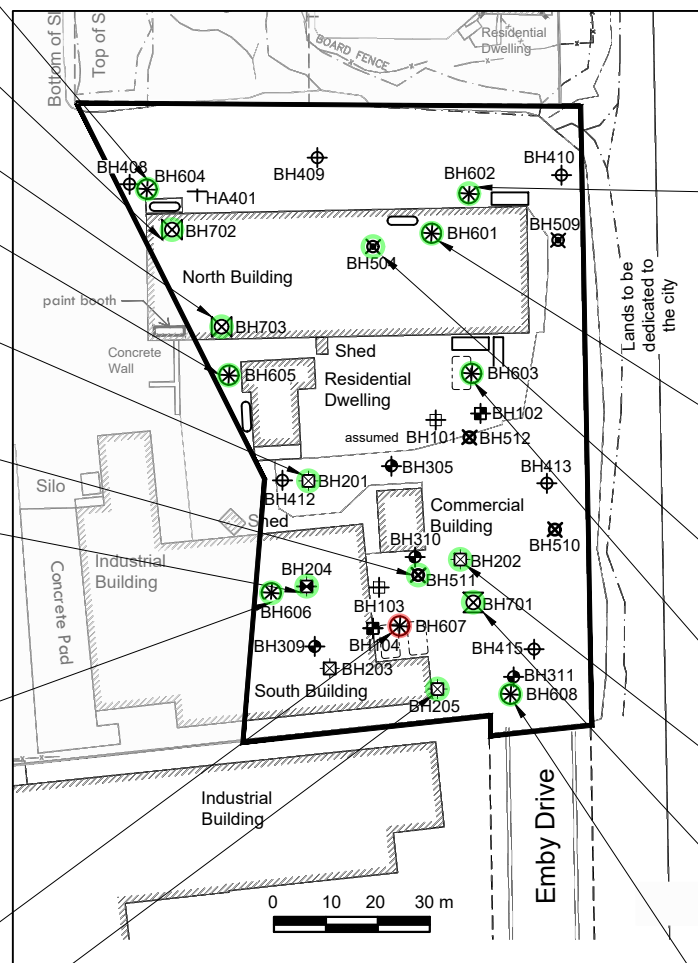 Bottom of Sl
Top of S
BOARD FENCE
Residential
Dwelling
BH408
BH604
HA401
BH409
BH602
BH410
BH702
BH601
BH509
BH504
North Building
Lands to be
dedicated to
the city
paint booth
BH703
Concrete
Wall
Shed
BH605
Residential
Dwelling
BH603
BH102
assumed
BH101
BH512
BH305
BH413
Silo
BH412
BH201
Shed
Commercial
Building
BH310
BH510
Industrial
Building
BH204
BH202
BH511
Concrete Pad
BH606
BH103
BH701
BH607
BH104
BH309
BH415
BH203
BH311
South Building
BH205
BH608
Industrial
Building
Emby Drive
0 10 20 30 m